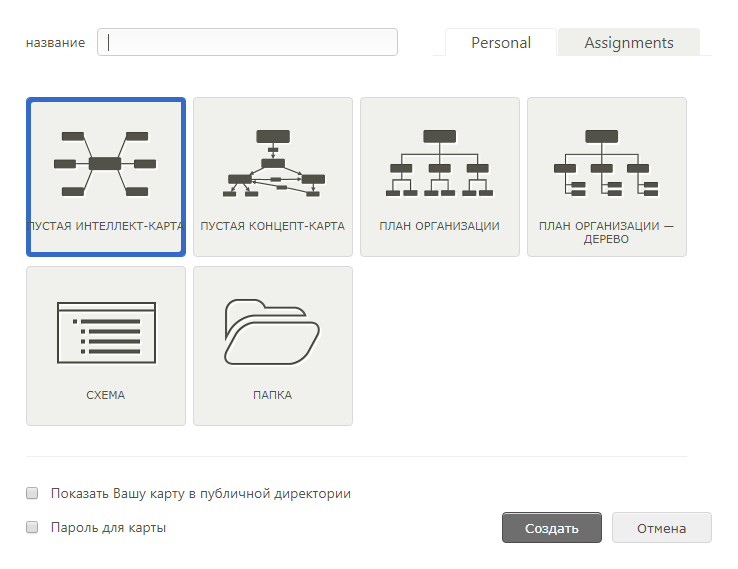 название
Personal
Assignments
ПУСТАЯ ИНТЕЛЛЕКТ-КАРТА
ПУСТАЯ КОНЦЕПТ-КАРТА
ПЛАН ОРГАНИЗАЦИИ
ПЛАН ОРГАНИЗАЦИИ —
ДЕРЕВО
СХЕМА
ПАПКА
Показать Вашу карту в публичной директории
Пароль для карты
Создать
Отмена